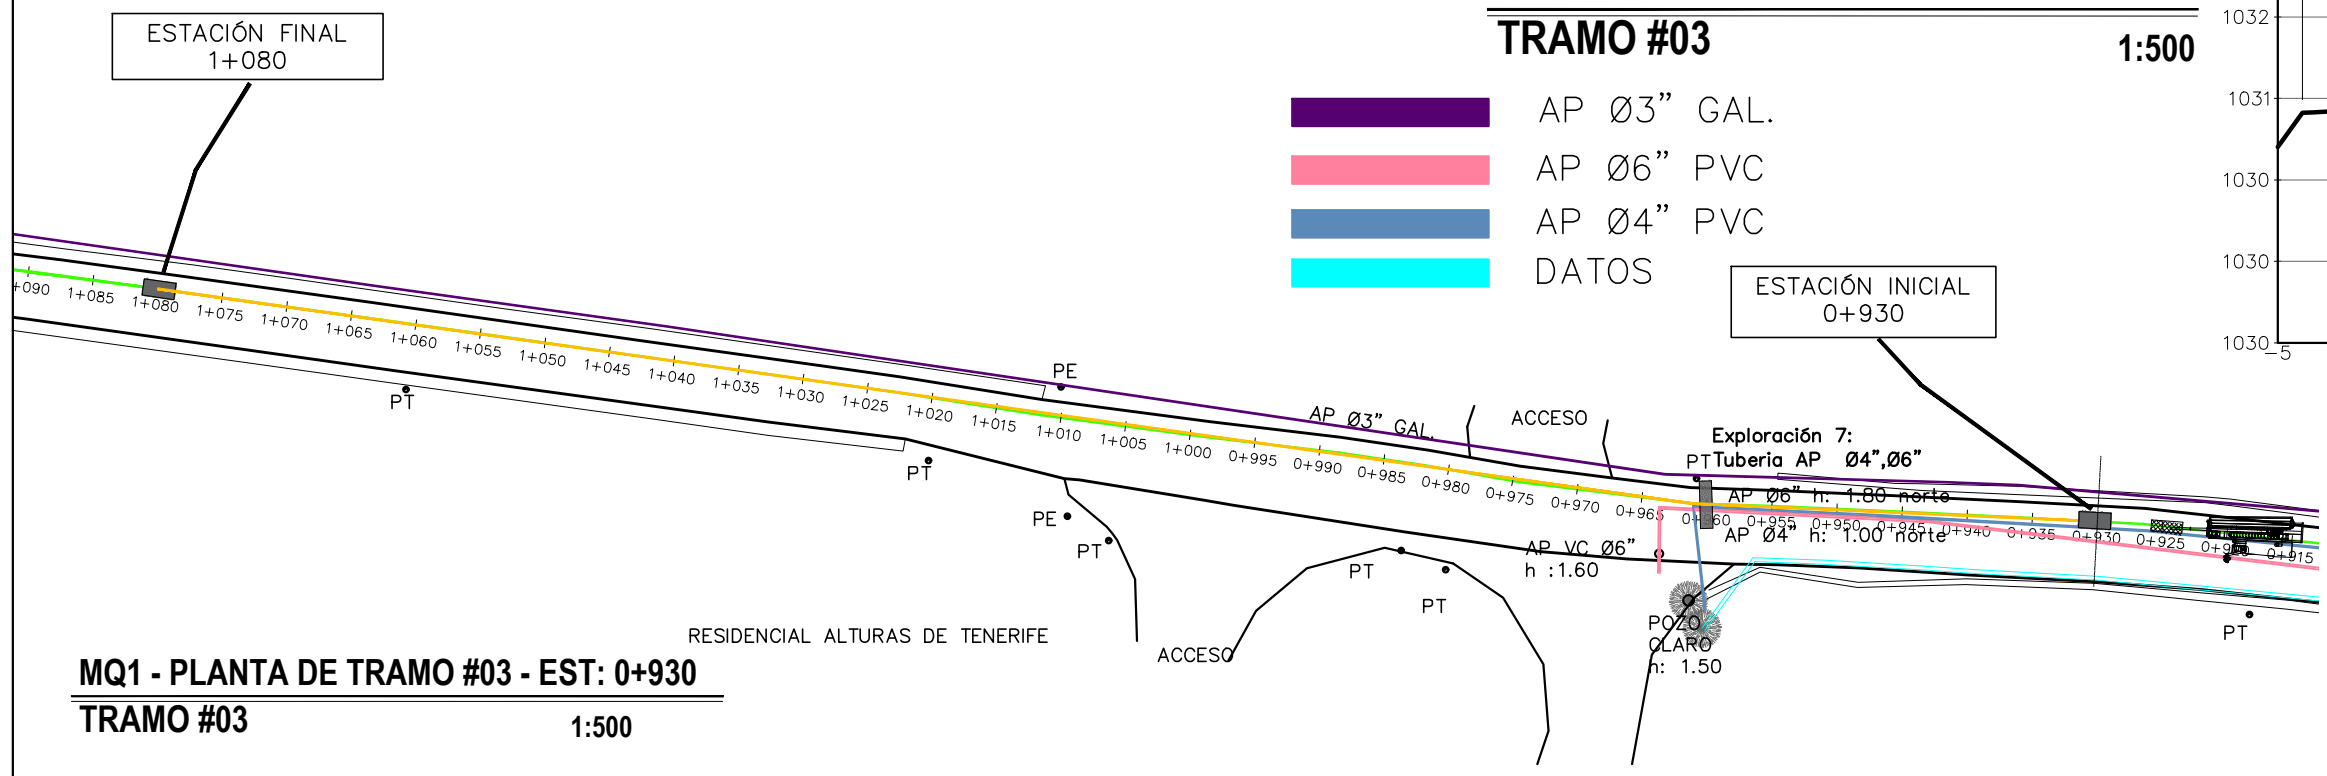 ESTACIÓN FINAL
1+080
TRAMO #03
1:500
AP Ø3" GAL.
AP Ø6" PVC
AP Ø4" PVC
DATOS
ESTACIÓN INICIAL
0+930
1032
1031
1030
1030
1030
-5
+090
1+085
1+080
1+075
1+070
1+065
1+060
1+055
1+050
1+045
1+040
1+035
1+030
1+025
1+020
1+015
1+010
1+005
1+000
0+995
0+990
0+985
0+980
0+975
0+970
0+965
0+960
0+955
0+950
0+945
0+940
0+935
0+930
0+925
0+915
PT
PT
PE
PE
PT
AP Ø3" GAL.
ACCESO
Exploración 7:
PT
Tuberia AP Ø4",Ø6"
AP Ø6" h: 1.80 norte
AP Ø4" h: 1.00 norte
AP VC Ø6"
h :1.60
PT
PT
POZO
CLARO
h: 1.50
PT
RESIDENCIAL ALTURAS DE TENERIFE
ACCESO
MQ1 - PLANTA DE TRAMO #03 - EST: 0+930
TRAMO #03
1:500